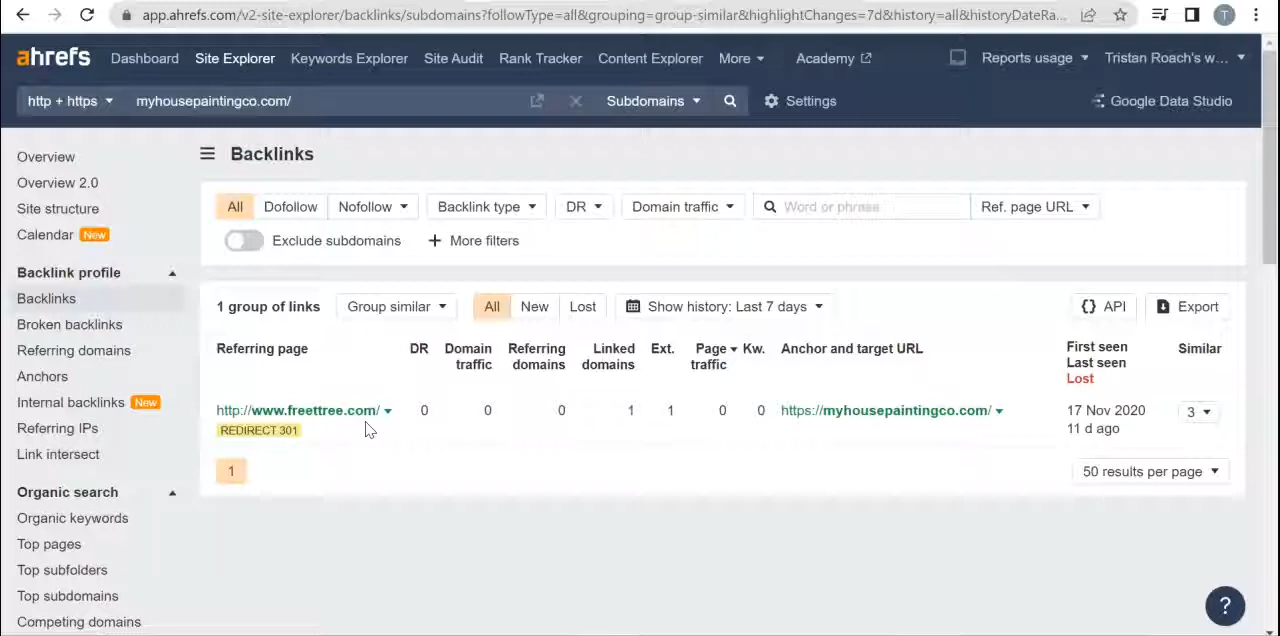 app.ahrefs.com/v2-site-explorer/backlinks/subdomains?followType=all&grouping=group-similar&highlightChanges=7d&history=all&historyDateRa...
T
ahrefs Dashboard Site Explorer Keywords Explorer Site Audit Rank Tracker Content Explorer More Academy Reports usage Tristan Roach's w...
http + https myhousepaintingco.com/ Subdomains Settings Google Data Studio
Overview
Overview 2.0
Site structure
Calendar New
Backlink profile
Backlinks
Broken backlinks
Referring domains
Anchors
Internal backlinks New
Referring IPs
Link intersect
Organic search
Organic keywords
Top pages
Top subfolders
Top subdomains
Competing domains
Backlinks
All Dofollow Nofollow Backlink type DR Domain traffic Word or phrase Ref. page URL
Exclude subdomains + More filters
1 group of links Group similar All New Lost Show history: Last 7 days {} API Export
Referring page DR Domain traffic Referring domains Linked domains Ext. Page traffic Kw. Anchor and target URL First seen Last seen Lost Similar
http://www.freettree.com/ 0 0 0 1 1 0 0 https://myhousepaintingco.com/ 17 Nov 2020 3
REDIRECT 301 11 d ago
1 50 results per page
?